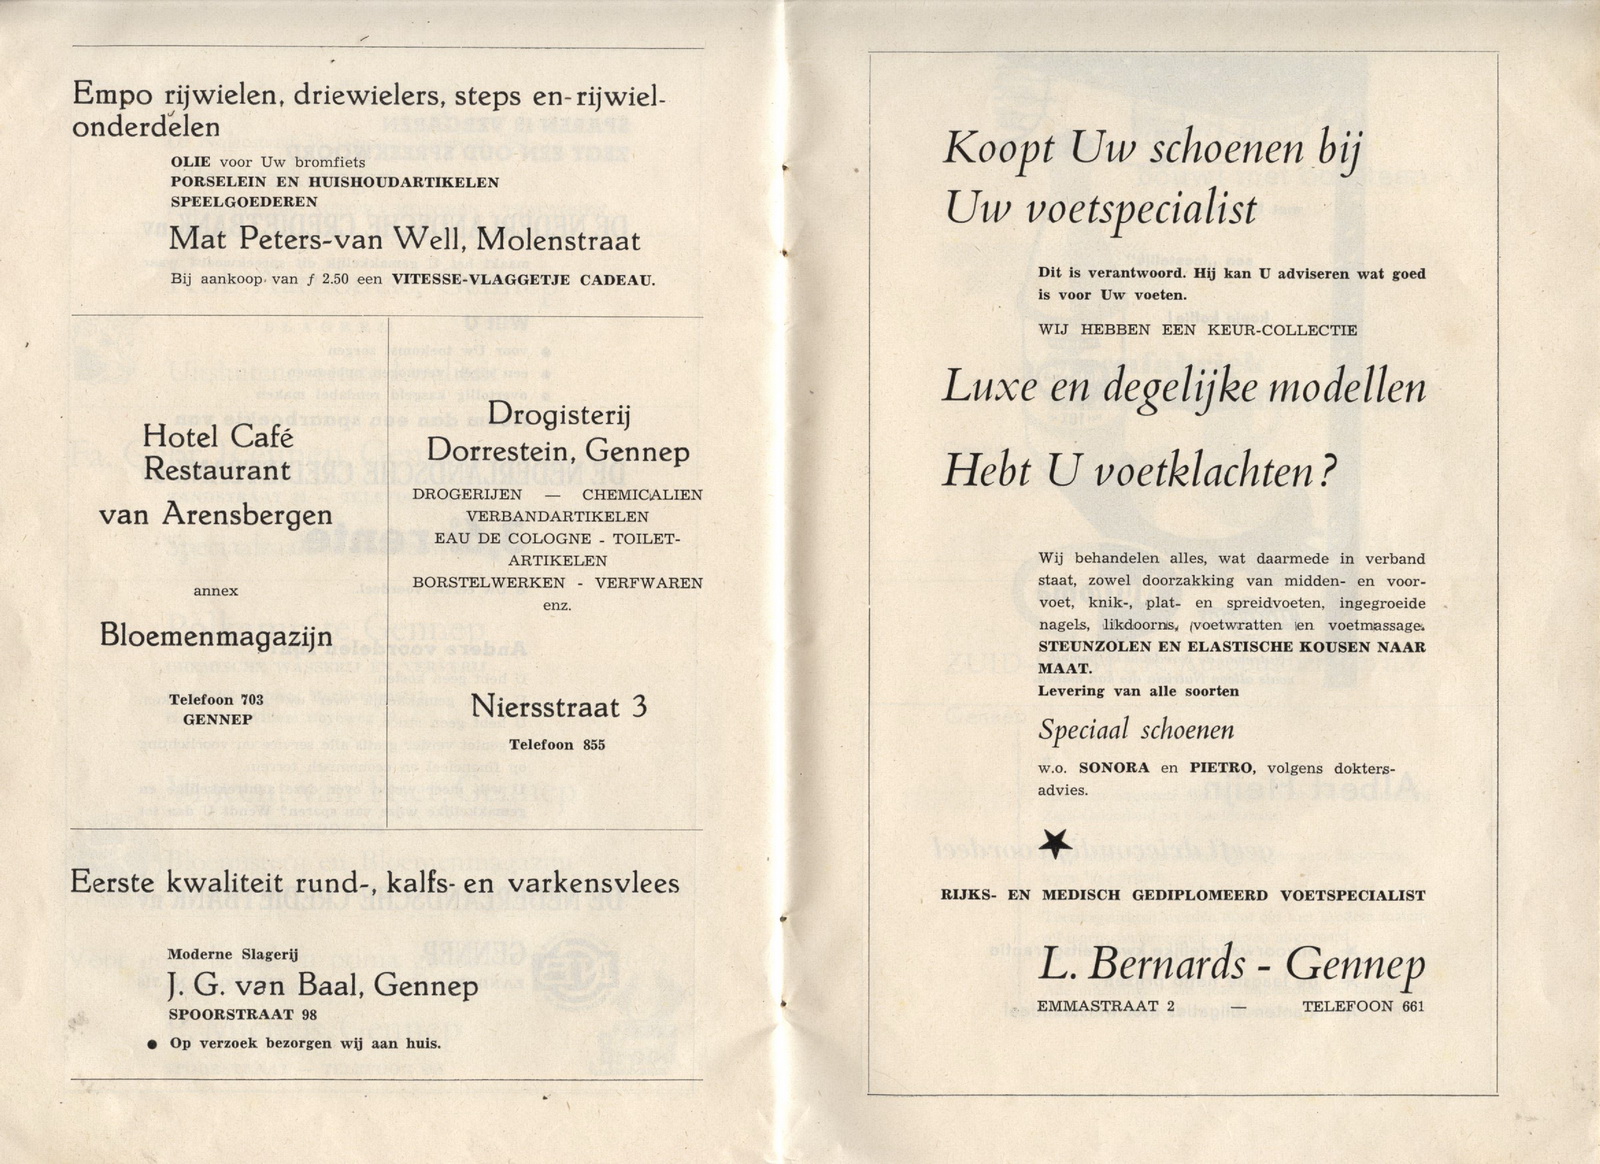 Empo rijwielen, driewielers, steps en-rijwiel-
onderdelen
OLIE voor Uw bromfiets
PORSELEIN EN HUISHOUDARTIKELEN
SPEELGOEDEREN
Mat Peters-van Well, Molenstraat
Bij aankoop van ƒ 2.50 een VITESSE-VLAGGETJE CADEAU.
Hotel Café
Restaurant
van Arensbergen
annex
Bloemenmagazijn
Telefoon 703
GENNEP
Drogisterij
Dorrestein, Gennep
DROGERIJEN — CHEMICALIEN
VERBANDARTIKELEN
EAU DE COLOGNE - TOILET-
ARTIKELEN
BORSTELWERKEN - VERFWAREN
enz.
Niersstraat 3
Telefoon 855
Eerste kwaliteit rund-, kalfs- en varkensvlees
Moderne Slagerij
J. G. van Baal, Gennep
SPOORSTRAAT 98
● Op verzoek bezorgen wij aan huis.
Koopt Uw schoenen bij
Uw voetspecialist
Dit is verantwoord. Hij kan U adviseren wat goed
is voor Uw voeten.
WIJ HEBBEN EEN KEUR-COLLECTIE
Luxe en degelijke modellen
Hebt U voetklachten?
Wij behandelen alles, wat daarmede in verband
staat, zowel doorzakking van midden- en voor-
voet, knik-, plat- en spreidvoeten, ingegroeide
nagels, likdoorns, voetwratten en voetmassage.
STEUNZOLEN EN ELASTISCHE KOUSEN NAAR
MAAT.
Levering van alle soorten
Speciaal schoenen
w.o. SONORA en PIETRO, volgens dokters-
advies.
★
RIJKS- EN MEDISCH GEDIPLOMEERD VOETSPECIALIST
L. Bernards - Gennep
EMMASTRAAT 2 — TELEFOON 661